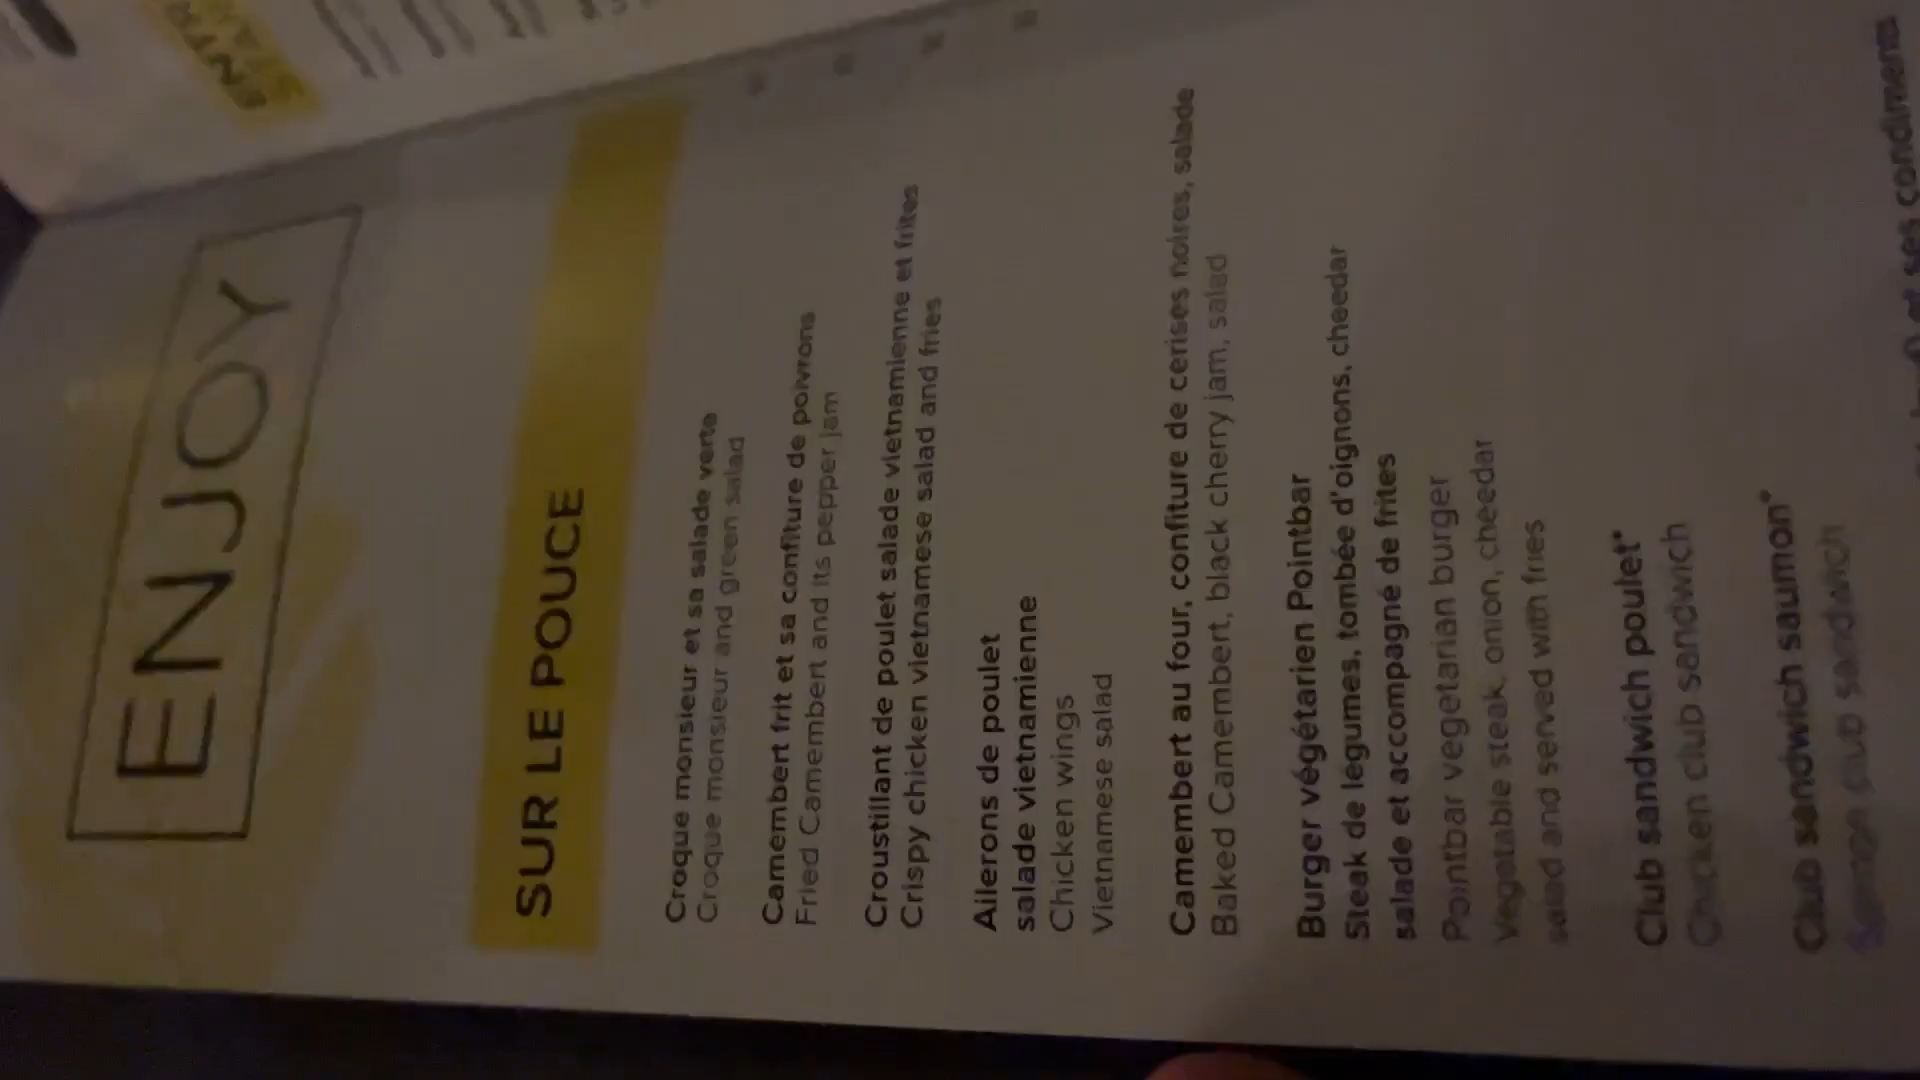 ENJOY
SUR LE POUCE
Croque monsieur et sa salade verte
Croque monsieur and green salad
Camembert frit et sa confiture de poivrons
Fried Camembert and its pepper jam
Croustillant de poulet salade vietnamienne et frites
Crispy chicken vietnamese salad and fries
Ailerons de poulet
salade vietnamienne
Chicken wings
Vietnamese salad
Camembert au four, confiture de cerises noires, salade
Baked Camembert, black cherry jam, salad
Burger végétarien Pointbar
Steak de légumes, tombée d'oignons, cheedar
salade et accompagné de frites
Pointbar vegetarian burger
Vegetable steak, onion, cheedar
salad and served with fries
Club sandwich poulet*
Chicken club sandwich
Club sandwich saumon*
club sandwich
et ses condiments